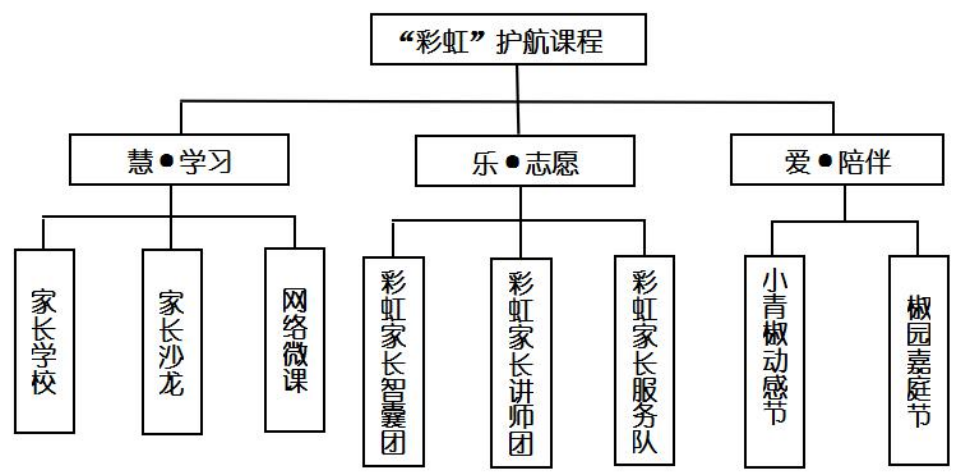 “彩虹”护航课程
慧●学习
乐●志愿
爱●陪伴
家长学校
家长沙龙
网络微课
彩虹家长智囊团
彩虹家长讲师团
彩虹家长服务队
小青椒动感节
椒园嘉庭节